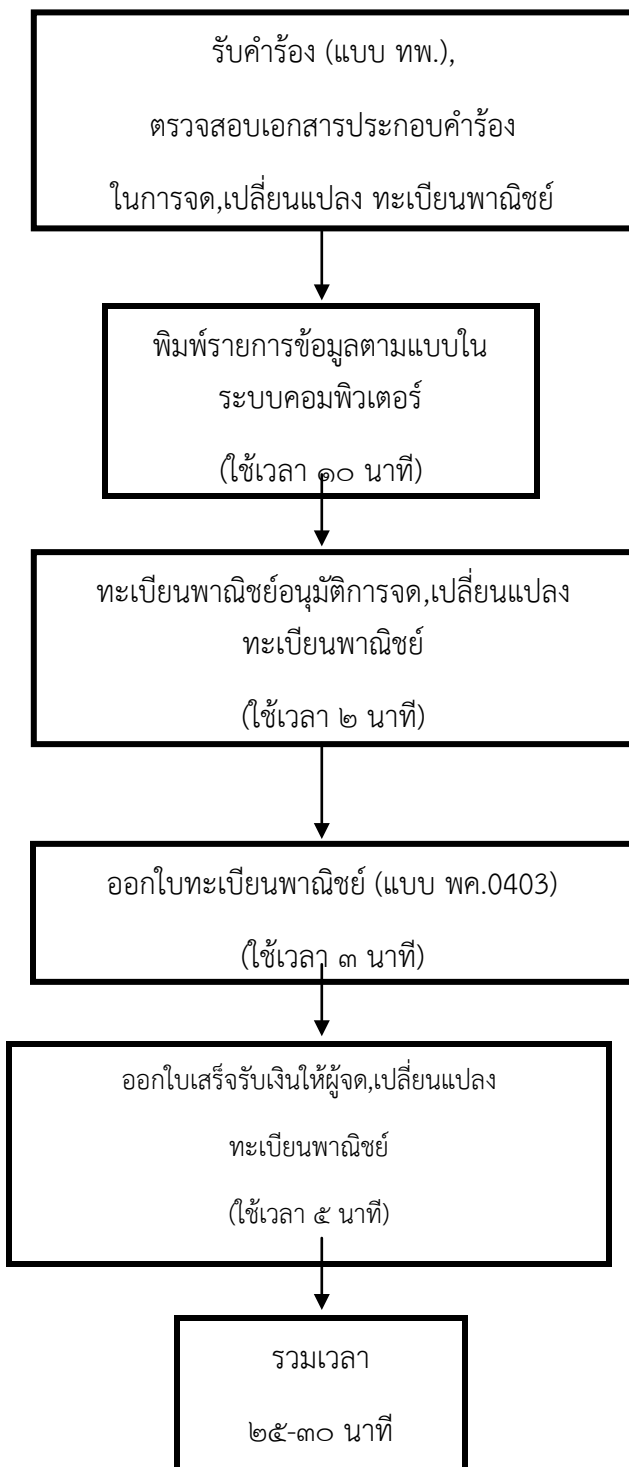 รับคำร้อง (แบบ ทพ.),
ตรวจสอบเอกสารประกอบคำร้อง
ในการจด,เปลี่ยนแปลง ทะเบียนพาณิชย์
พิมพ์รายการข้อมูลตามแบบใน
ระบบคอมพิวเตอร์
(ใช้เวลา ๑๐ นาที)
ทะเบียนพาณิชย์อนุมัติการจด,เปลี่ยนแปลง
ทะเบียนพาณิชย์
(ใช้เวลา ๒ นาที)
ออกใบทะเบียนพาณิชย์ (แบบ พค.0403)
(ใช้เวลา ๓ นาที)
ออกใบเสร็จรับเงินให้ผู้จด,เปลี่ยนแปลง
ทะเบียนพาณิชย์
(ใช้เวลา ๕ นาที)
รวมเวลา
๒๕-๓๐ นาที